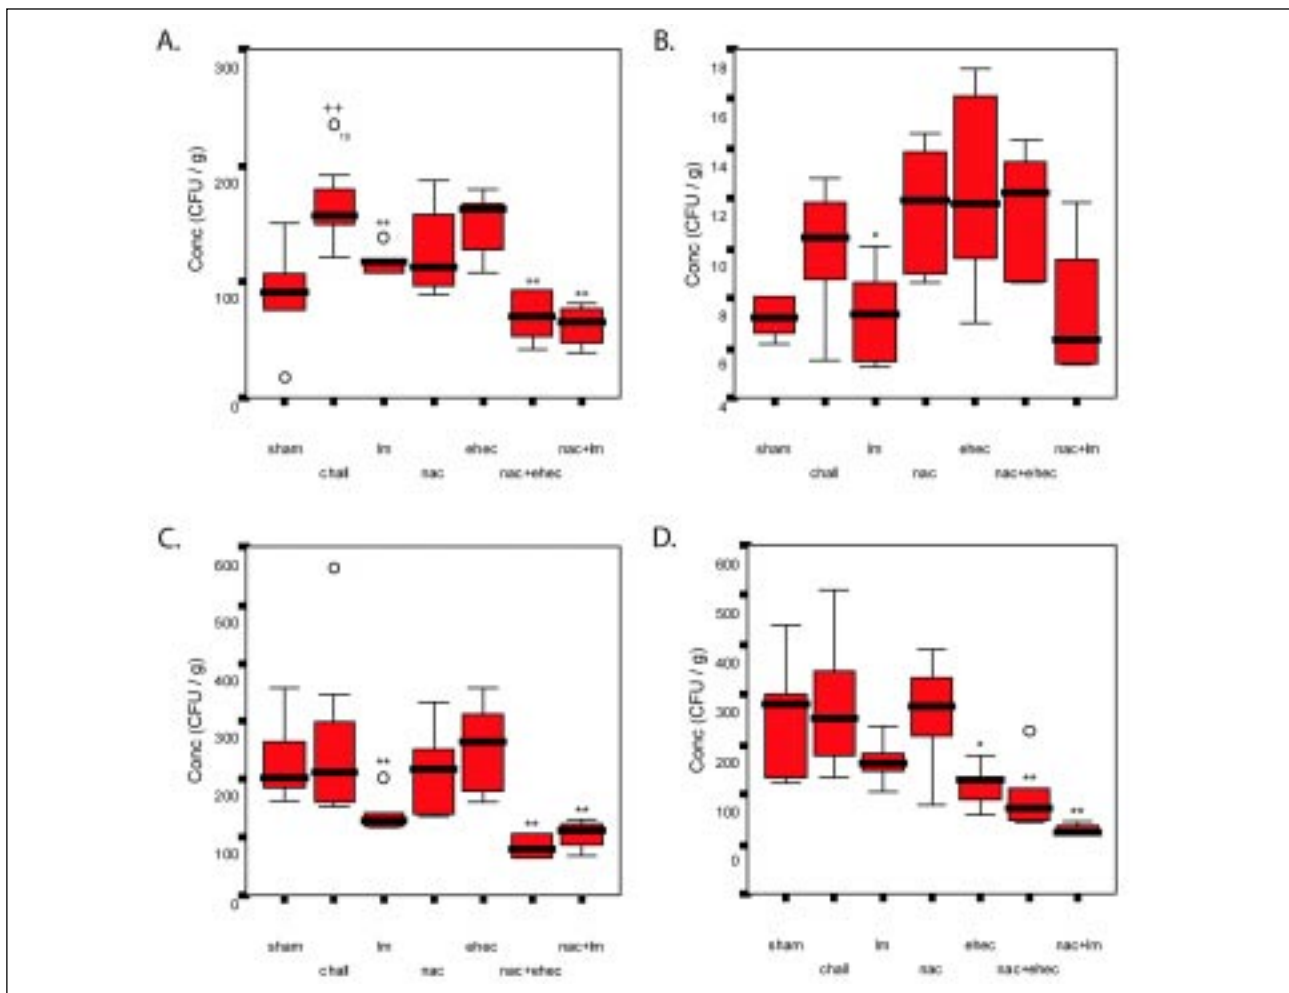 A.
300
200
100
0
Conc (CFU / g)
++
++
++
++
sham
lm
ehec
nac+lm
chall
nac
nac+ehec
B.
18
16
14
12
10
8
6
4
Conc (CFU / g)
*
sham
lm
ehec
nac+lm
chall
nac
nac+ehec
C.
600
500
400
300
200
100
0
Conc (CFU / g)
++
++
++
sham
lm
ehec
nac+lm
chall
nac
nac+ehec
D.
600
500
400
300
200
100
0
Conc (CFU / g)
*
++
++
sham
lm
ehec
nac+lm
chall
nac
nac+ehec